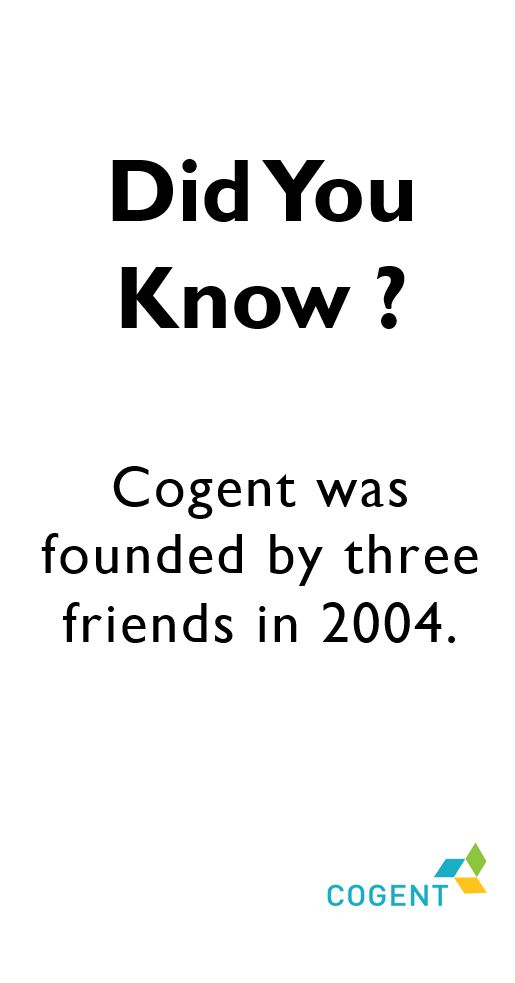 Did You
Know ?
Cogent was
founded by three
friends in 2004.
COGENT